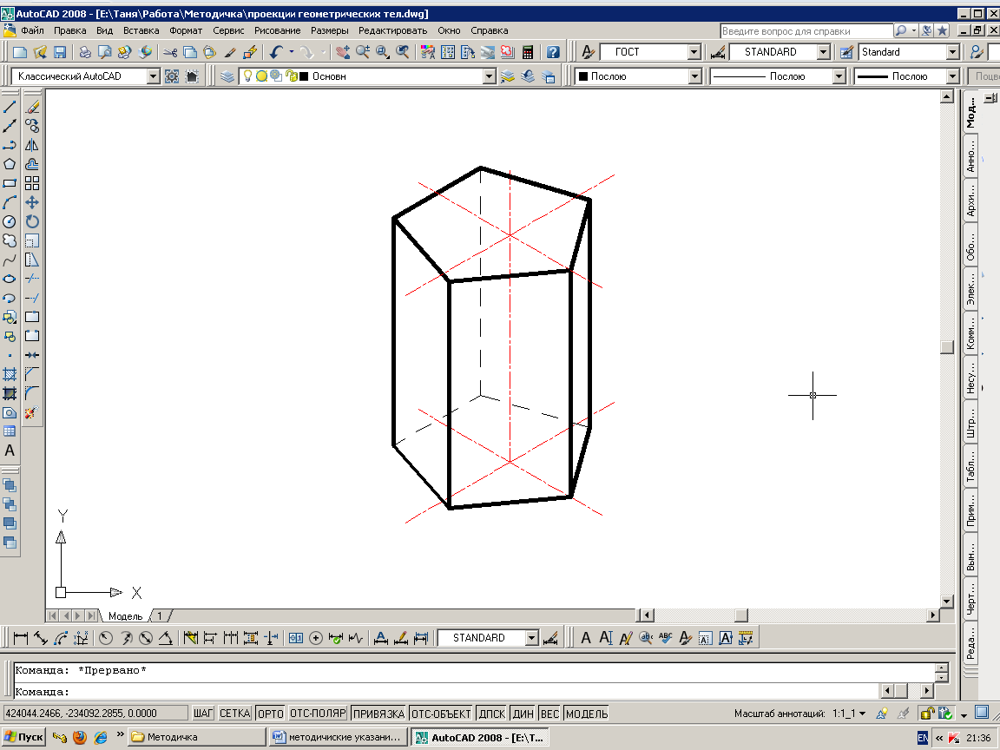 AutoCAD 2008 - [E:\Таня\Работа\Методичка\проекции геометрических тел.dwg]
Файл Правка Вид Вставка Формат Сервис Рисование Размеры Редактировать Окно Справка Введите вопрос для справки
ГОСТ STANDARD Standard
Классический AutoCAD Основн Послою Послою Послою Поцв
Мод...
Анно...
Архи...
Обо...
Элек...
Комм...
Несу...
Штр...
Табл...
Прим...
Вын...
Черт...
Реда...
A
Y
X
Модель 1
STANDARD A A ABC
Команда: *Прервано*
Команда:
424044.2466, -234092.2855, 0.0000 ШАГ СЕТКА ОРТО ОТС-ПОЛЯР ПРИВЯЗКА ОТС-ОБЪЕКТ ДПСК ДИН ВЕС МОДЕЛЬ Масштаб аннотаций: 1:1_1
Пуск » Методичка методичиские указани... AutoCAD 2008 - [E:\Т... EN « 21:36